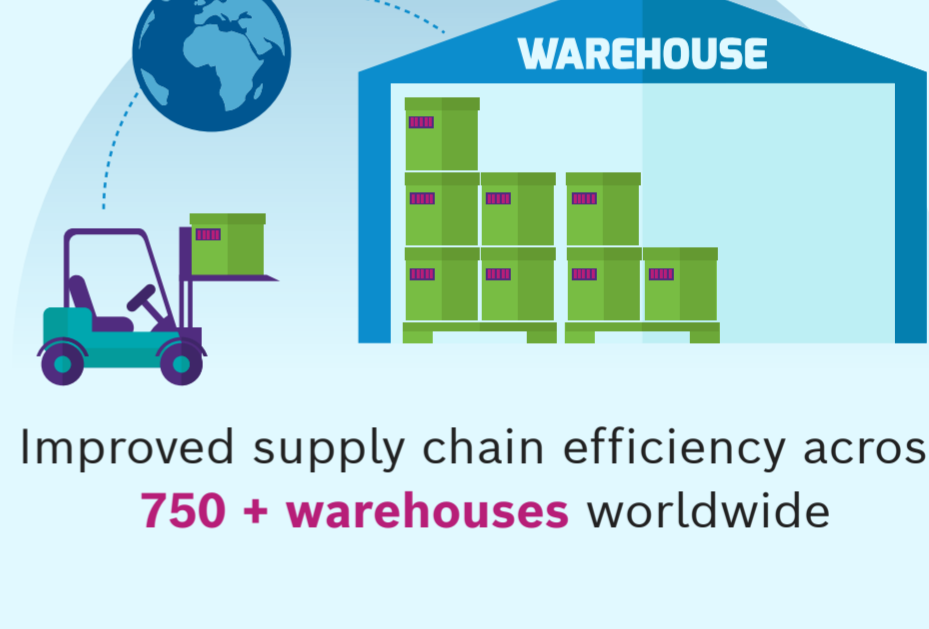 WAREHOUSE
Improved supply chain efficiency acros
750 + warehouses worldwide